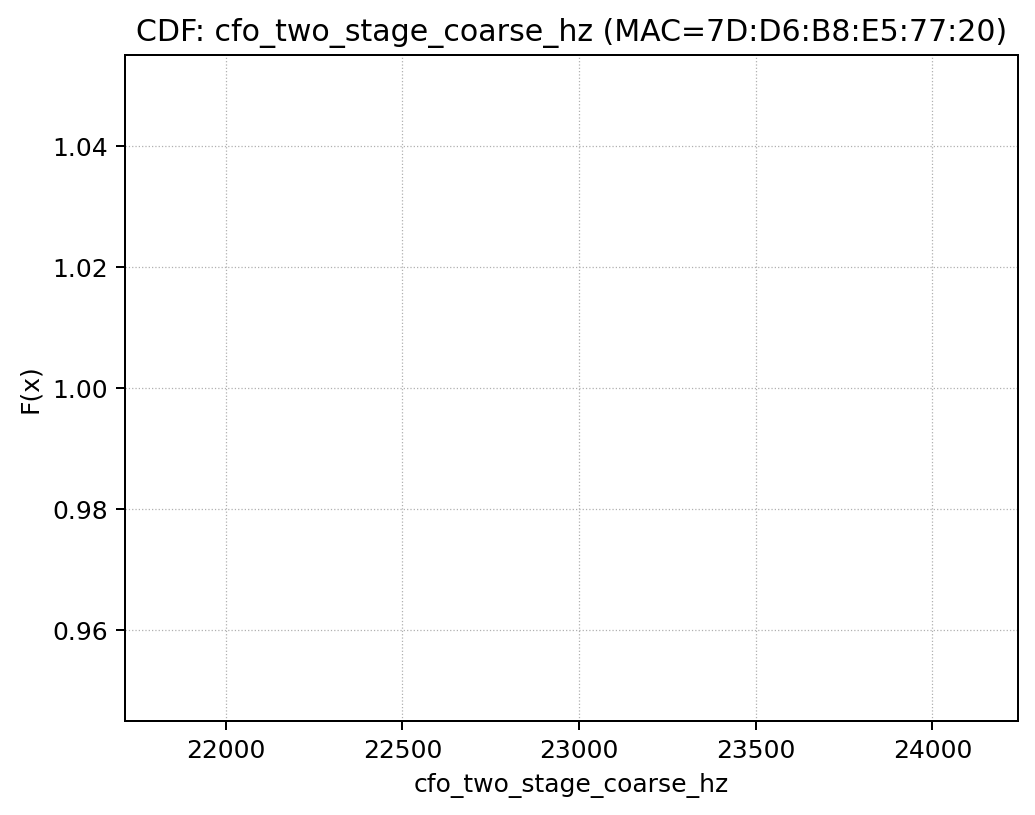 CDF: cfo_two_stage_coarse_hz (MAC=7D:D6:B8:E5:77:20)
F(x)
1.04
1.02
1.00
0.98
0.96
22000 22500 23000 23500 24000
cfo_two_stage_coarse_hz